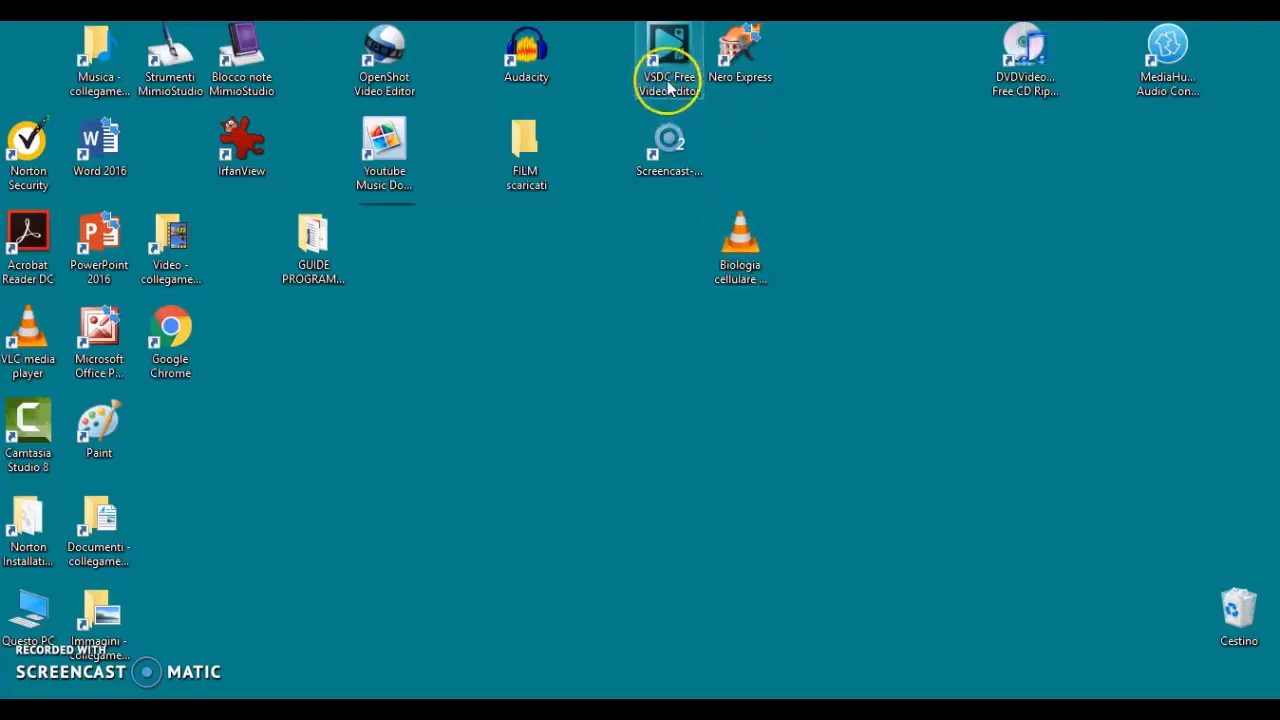 Musica -
collegame...
Strumenti
MimioStudio
Blocco note
MimioStudio
OpenShot
Video Editor
Audacity
VSDC Free
Video Editor
Nero Express
DVDVideo...
Free CD Rip...
MediaHu...
Audio Con...
Norton
Security
Word 2016
IrfanView
Youtube
Music Do...
FILM
scaricati
2
Screencast-...
Acrobat
Reader DC
PowerPoint
2016
Video -
collegame...
GUIDE
PROGRAM...
Biologia
cellulare ...
VLC media
player
Microsoft
Office P...
Google
Chrome
Camtasia
Studio 8
Paint
Norton
Installati...
Documenti -
collegame...
Questo PC
Immagini -
collegame...
Cestino
RECORDED WITH
SCREENCAST MATIC